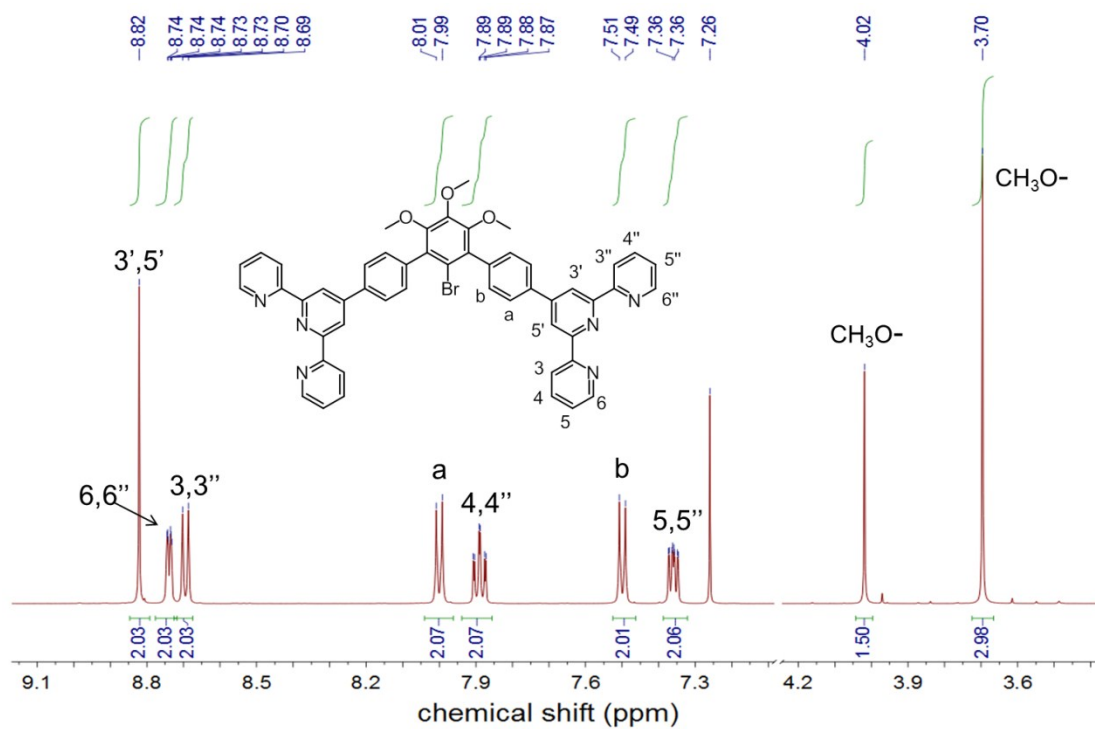 8.82 8.74 8.74 8.74 8.73 8.73 8.70 8.69 8.01 7.99 7.89 7.89 7.88 7.87 7.51 7.49 7.36 7.36 7.26 4.02 3.70
CH₃O-
O
O O
4''
3'' 5''
3',5'
3'
6''
Br
b
N N
a
N N
5'
CH₃O-
N N
3
4 6
5
a b
6,6'' 3,3'' 4,4'' 5,5''
2.03 2.03 2.03 2.07 2.07 2.01 2.06 1.50 2.98
9.1 8.8 8.5 8.2 7.9 7.6 7.3 4.2 3.9 3.6
chemical shift (ppm)